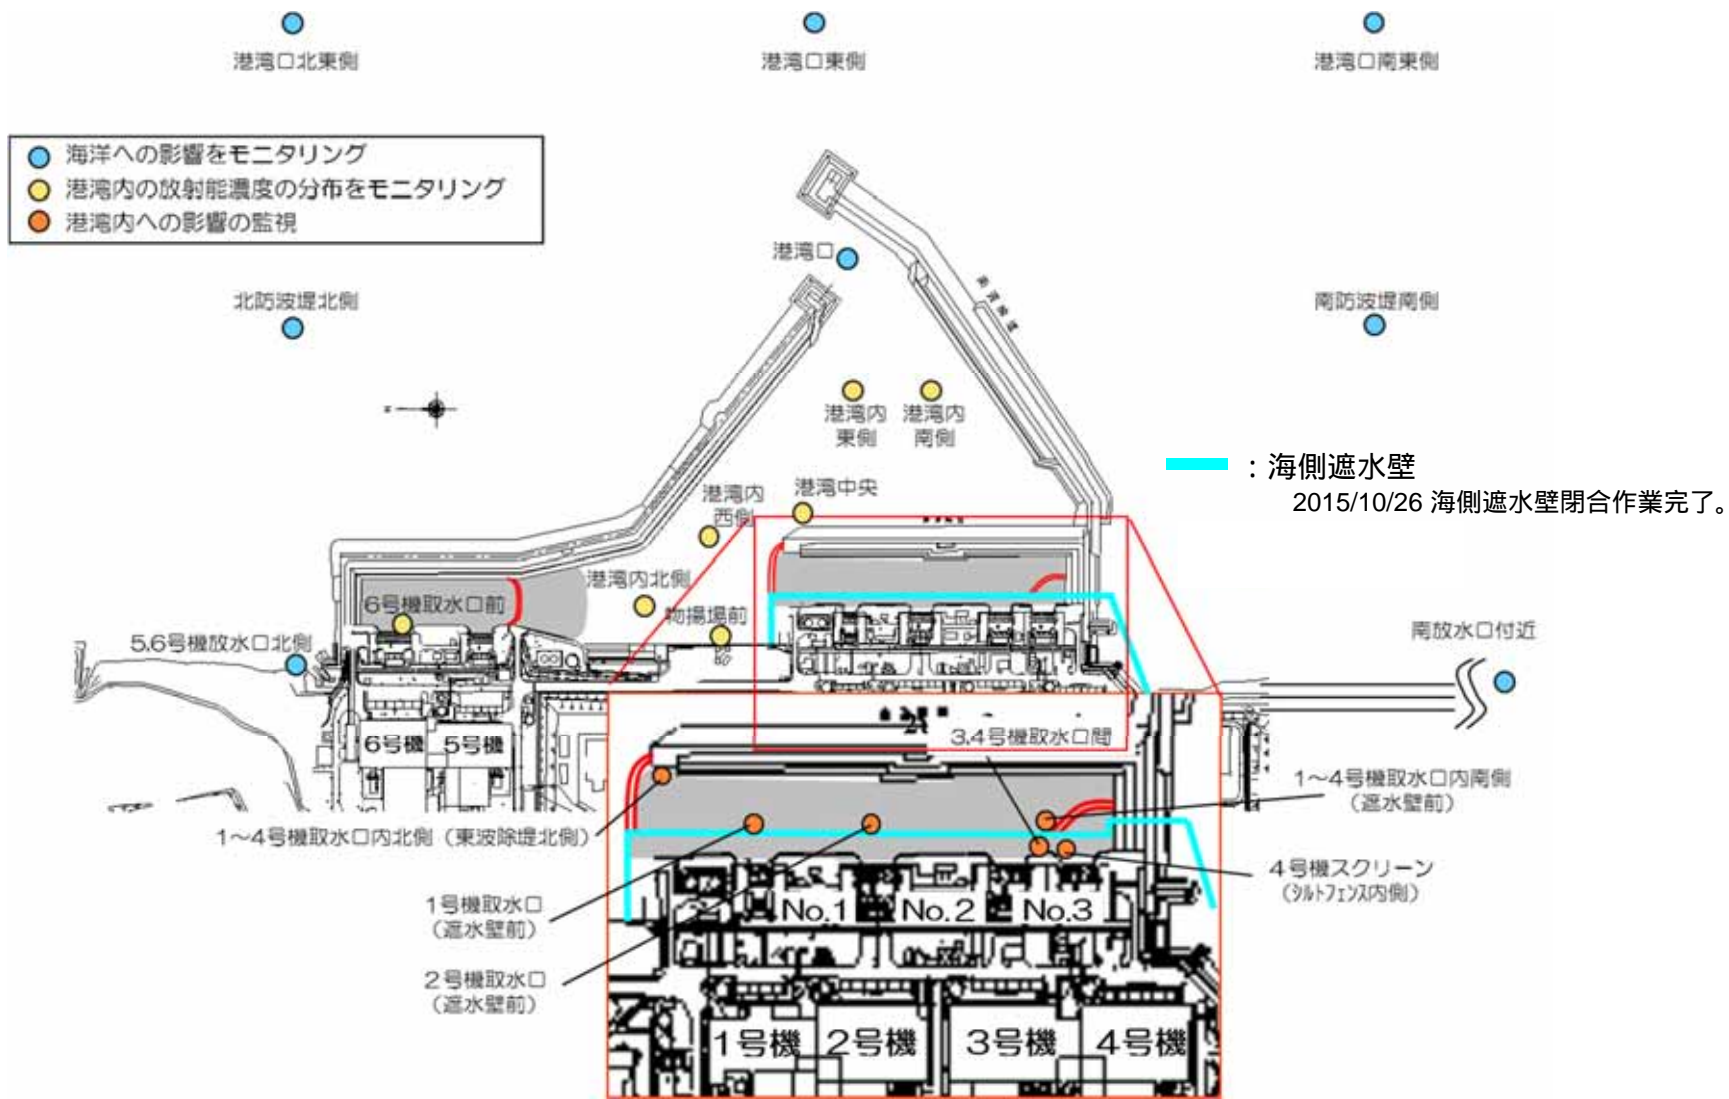 港湾口北東側
港湾口東側
港湾口南東側
海洋への影響をモニタリング
港湾内の放射能濃度の分布をモニタリング
港湾内への影響の監視
港湾口
北防波堤北側
南防波堤南側
港湾内
東側
港湾内
南側
：海側遮水壁
2015/10/26 海側遮水壁閉合作業完了。
港湾中央
港湾内
西側
港湾内北側
6号機取水口前
物揚場前
5,6号機放水口北側
南放水口付近
6号機
5号機
3,4号機取水口間
1～4号機取水口内南側
（遮水壁前）
1～4号機取水口内北側（東波除堤北側）
4号機スクリーン
（シルトフェンス内側）
1号機取水口
（遮水壁前）
No.1
No.2
No.3
2号機取水口
（遮水壁前）
1号機
2号機
3号機
4号機